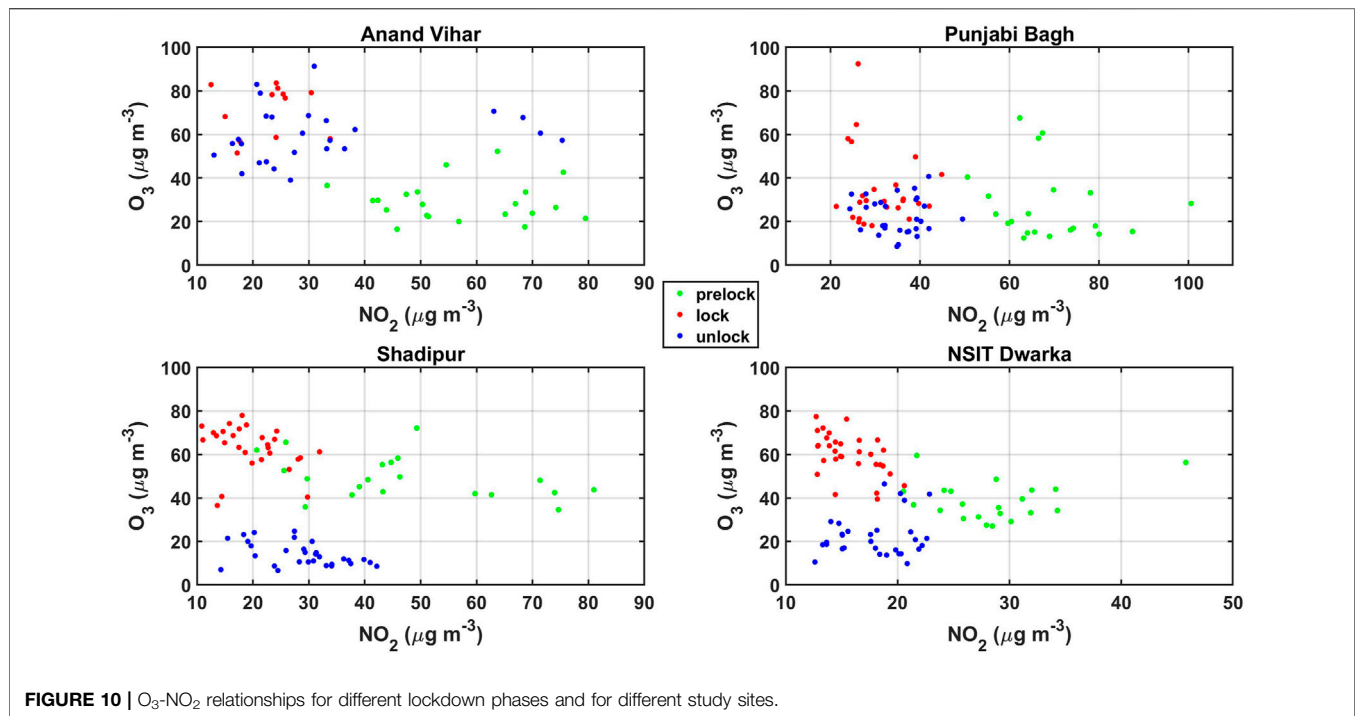 Anand Vihar
100
80
60
40
20
0
O₃ (μg m⁻³)
10 20 30 40 50 60 70 80 90
NO₂ (μg m⁻³)
Punjabi Bagh
100
80
60
40
20
0
O₃ (μg m⁻³)
20 40 60 80 100
NO₂ (μg m⁻³)
prelock
lock
unlock
Shadipur
100
80
60
40
20
0
O₃ (μg m⁻³)
10 20 30 40 50 60 70 80 90
NO₂ (μg m⁻³)
NSIT Dwarka
100
80
60
40
20
0
O₃ (μg m⁻³)
10 20 30 40 50
NO₂ (μg m⁻³)
FIGURE 10 | O₃-NO₂ relationships for different lockdown phases and for different study sites.